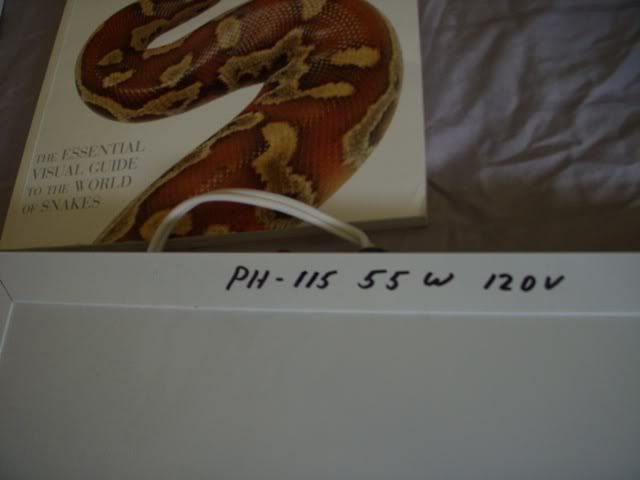 THE ESSENTIAL
VISUAL GUIDE
TO THE WORLD
OF SNAKES
PH-115 55 W 120V